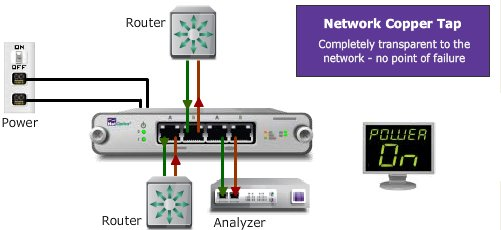 Router
Network Copper Tap
Completely transparent to the
network - no point of failure
ON
OFF
Power
A B A B
POWER
On
Router
Analyzer